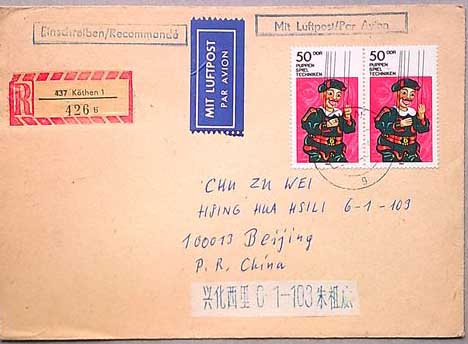 Einschreiben/Recommandé
Mit Luftpost/Par Avion
MIT LUFTPOST
PAR AVION
R
437 Köthen 1
426 б
50 DDR
PUPPEN
SPIEL
TECHNIKEN
50 DDR
PUPPEN
SPIEL
TECHNIKEN
g
CHU ZU WEI
HSING HUA HSILI 6-1-103
100013 Beijing
P.R. China
兴化西里 6-1-103 朱祖